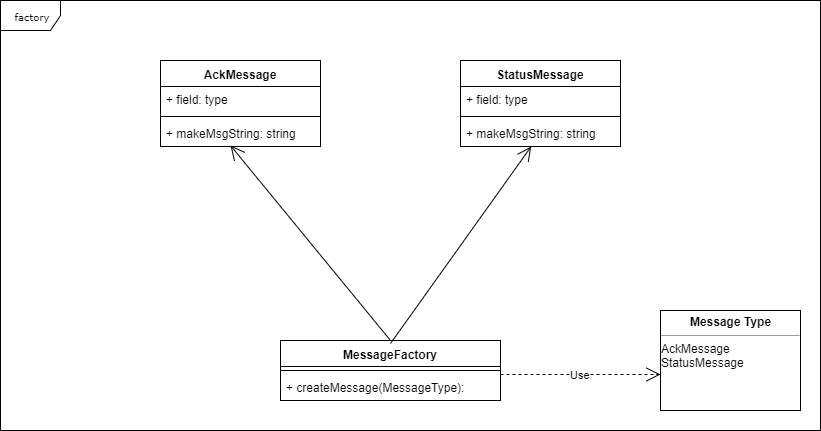 factory
AckMessage
+ field: type
+ makeMsgString: string
StatusMessage
+ field: type
+ makeMsgString: string
MessageFactory
+ createMessage(MessageType):
Use
Message Type
AckMessage
StatusMessage